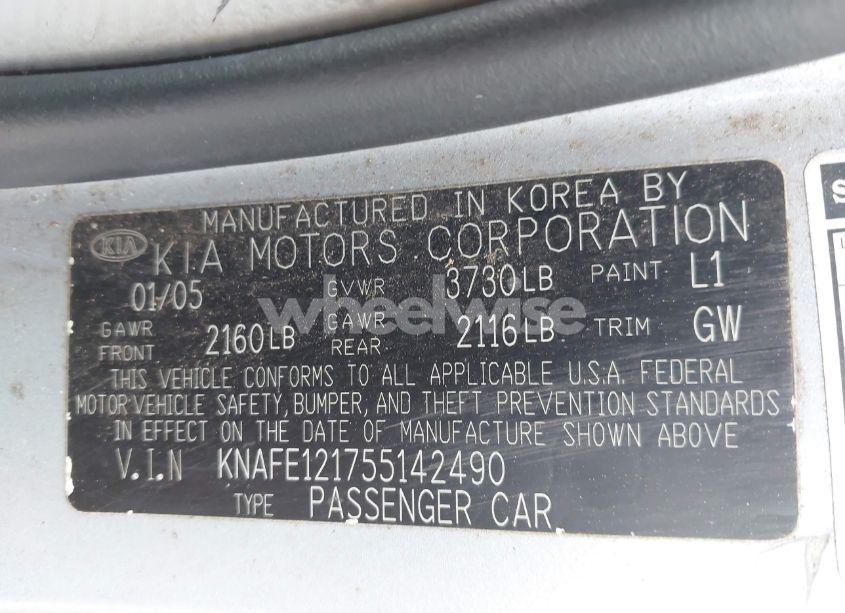 MANUFACTURED IN KOREA BY
KIA KIA MOTORS CORPORATION
01/05 GVWR 3730LB PAINT L1
GAWR FRONT 2160LB GAWR REAR 2116LB TRIM GW
THIS VEHICLE CONFORMS TO ALL APPLICABLE U.S.A. FEDERAL
MOTOR VEHICLE SAFETY, BUMPER, AND THEFT PREVENTION STANDARDS
IN EFFECT ON THE DATE OF MANUFACTURE SHOWN ABOVE
V.I.N KNAFE121755142490
TYPE PASSENGER CAR
wheelwise
S